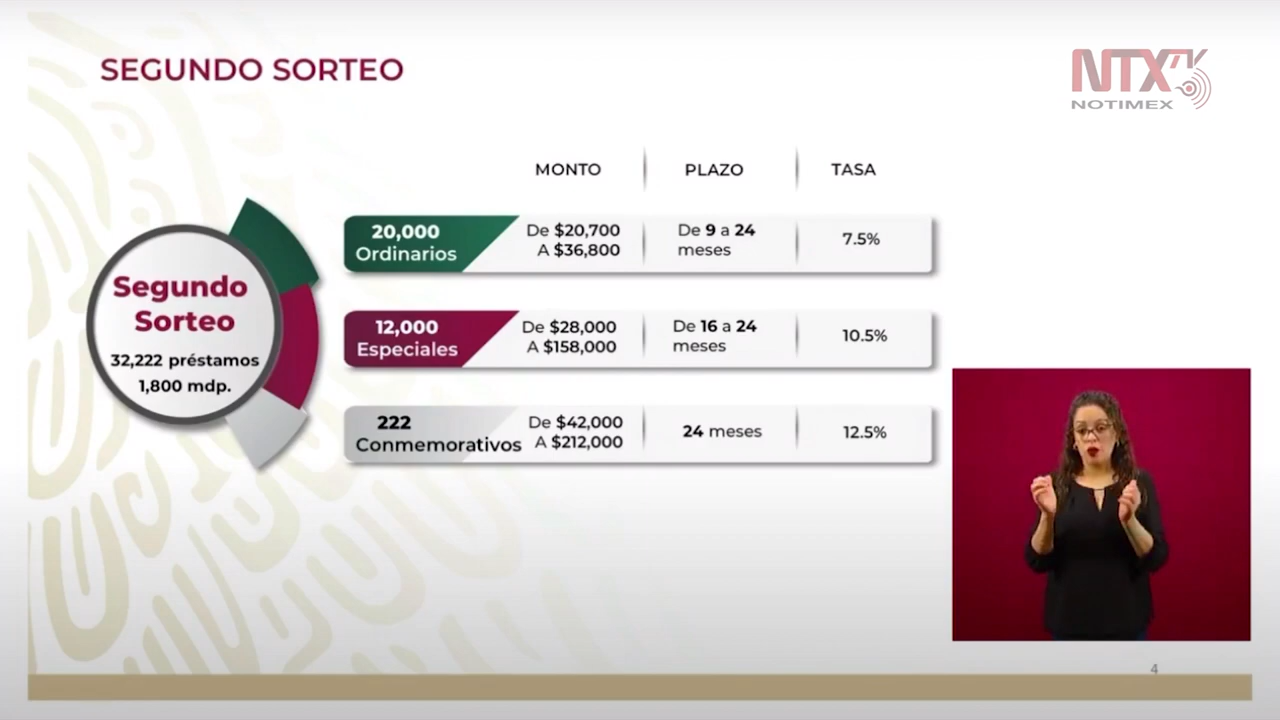 SEGUNDO SORTEO
NTX
NOTIMEX
MONTO
PLAZO
TASA
Segundo
Sorteo
32,222 préstamos
1,800 mdp.
20,000
Ordinarios
De $20,700
A $36,800
De 9 a 24
meses
7.5%
12,000
Especiales
De $28,000
A $158,000
De 16 a 24
meses
10.5%
222
Conmemorativos
De $42,000
A $212,000
24 meses
12.5%
4